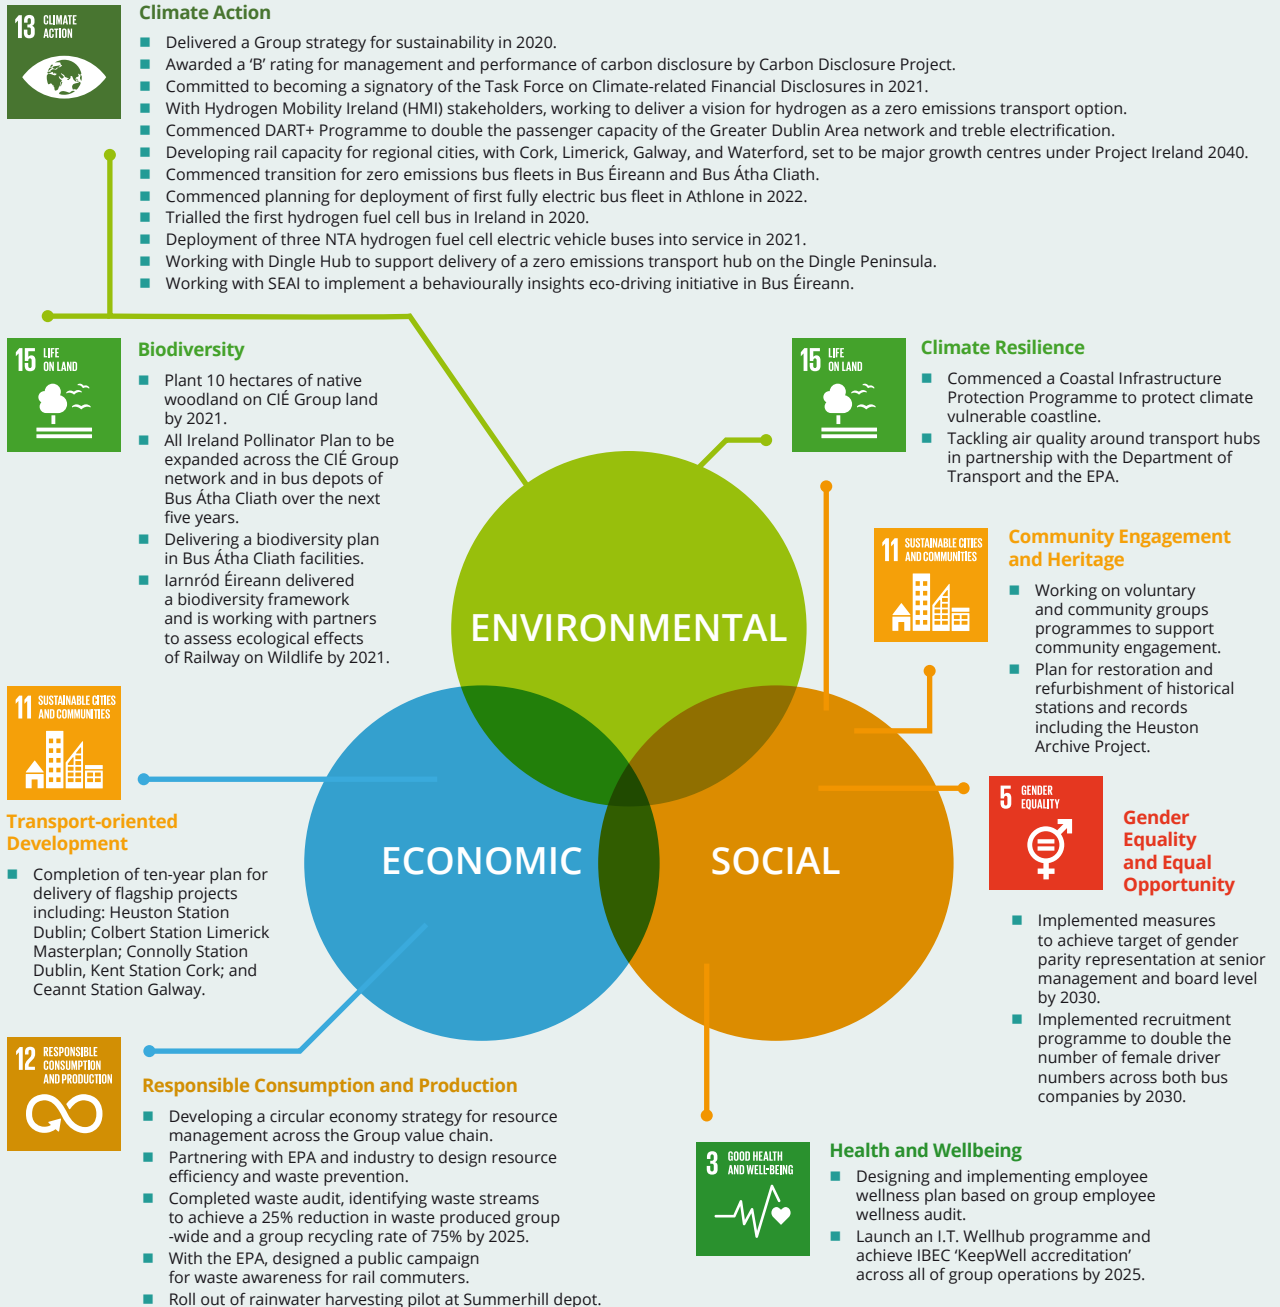 13 CLIMATE
ACTION
Climate Action
Delivered a Group strategy for sustainability in 2020.
Awarded a ‘B’ rating for management and performance of carbon disclosure by Carbon Disclosure Project.
Committed to becoming a signatory of the Task Force on Climate-related Financial Disclosures in 2021.
With Hydrogen Mobility Ireland (HMI) stakeholders, working to deliver a vision for hydrogen as a zero emissions transport option.
Commenced DART+ Programme to double the passenger capacity of the Greater Dublin Area network and treble electrification.
Developing rail capacity for regional cities, with Cork, Limerick, Galway, and Waterford, set to be major growth centres under Project Ireland 2040.
Commenced transition for zero emissions bus fleets in Bus Éireann and Bus Átha Cliath.
Commenced planning for deployment of first fully electric bus fleet in Athlone in 2022.
Trialled the first hydrogen fuel cell bus in Ireland in 2020.
Deployment of three NTA hydrogen fuel cell electric vehicle buses into service in 2021.
Working with Dingle Hub to support delivery of a zero emissions transport hub on the Dingle Peninsula.
Working with SEAI to implement a behaviourally insights eco-driving initiative in Bus Éireann.
15 LIFE
ON LAND
Biodiversity
Plant 10 hectares of native
woodland on CIÉ Group land
by 2021.
All Ireland Pollinator Plan to be
expanded across the CIÉ Group
network and in bus depots of
Bus Átha Cliath over the next
five years.
Delivering a biodiversity plan
in Bus Átha Cliath facilities.
Iarnród Éireann delivered
a biodiversity framework
and is working with partners
to assess ecological effects
of Railway on Wildlife by 2021.
15 LIFE
ON LAND
Climate Resilience
Commenced a Coastal Infrastructure
Protection Programme to protect climate
vulnerable coastline.
Tackling air quality around transport hubs
in partnership with the Department of
Transport and the EPA.
11 SUSTAINABLE CITIES
AND COMMUNITIES
Community Engagement
and Heritage
Working on voluntary
and community groups
programmes to support
community engagement.
Plan for restoration and
refurbishment of historical
stations and records
including the Heuston
Archive Project.
ENVIRONMENTAL
ECONOMIC
SOCIAL
11 SUSTAINABLE CITIES
AND COMMUNITIES
Transport-oriented
Development
Completion of ten-year plan for
delivery of flagship projects
including: Heuston Station
Dublin; Colbert Station Limerick
Masterplan; Connolly Station
Dublin, Kent Station Cork; and
Ceannt Station Galway.
5 GENDER
EQUALITY
Gender
Equality
and Equal
Opportunity
Implemented measures
to achieve target of gender
parity representation at senior
management and board level
by 2030.
Implemented recruitment
programme to double the
number of female driver
numbers across both bus
companies by 2030.
12 RESPONSIBLE
CONSUMPTION
AND PRODUCTION
Responsible Consumption and Production
Developing a circular economy strategy for resource
management across the Group value chain.
Partnering with EPA and industry to design resource
efficiency and waste prevention.
Completed waste audit, identifying waste streams
to achieve a 25% reduction in waste produced group
-wide and a group recycling rate of 75% by 2025.
With the EPA, designed a public campaign
for waste awareness for rail commuters.
Roll out of rainwater harvesting pilot at Summerhill depot.
3 GOOD HEALTH
AND WELL-BEING
Health and Wellbeing
Designing and implementing employee
wellness plan based on group employee
wellness audit.
Launch an I.T. Wellhub programme and
achieve IBEC ‘KeepWell accreditation’
across all of group operations by 2025.